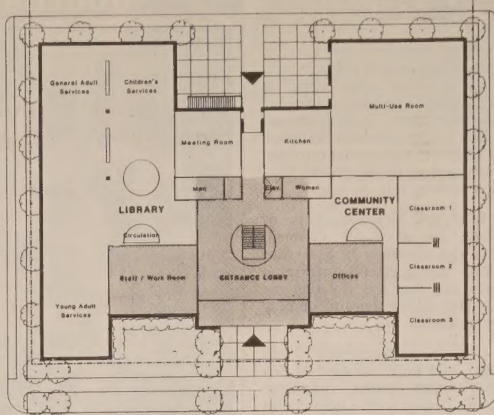 General Adult
Services
Children's
Services
Multi-Use Room
Meeting Room
Kitchen
Men
Elev.
Women
LIBRARY
COMMUNITY
CENTER
Classroom 1
Circulation
Staff / Work Room
ENTRANCE LOBBY
Offices
Classroom 2
Young Adult
Services
Classroom 3